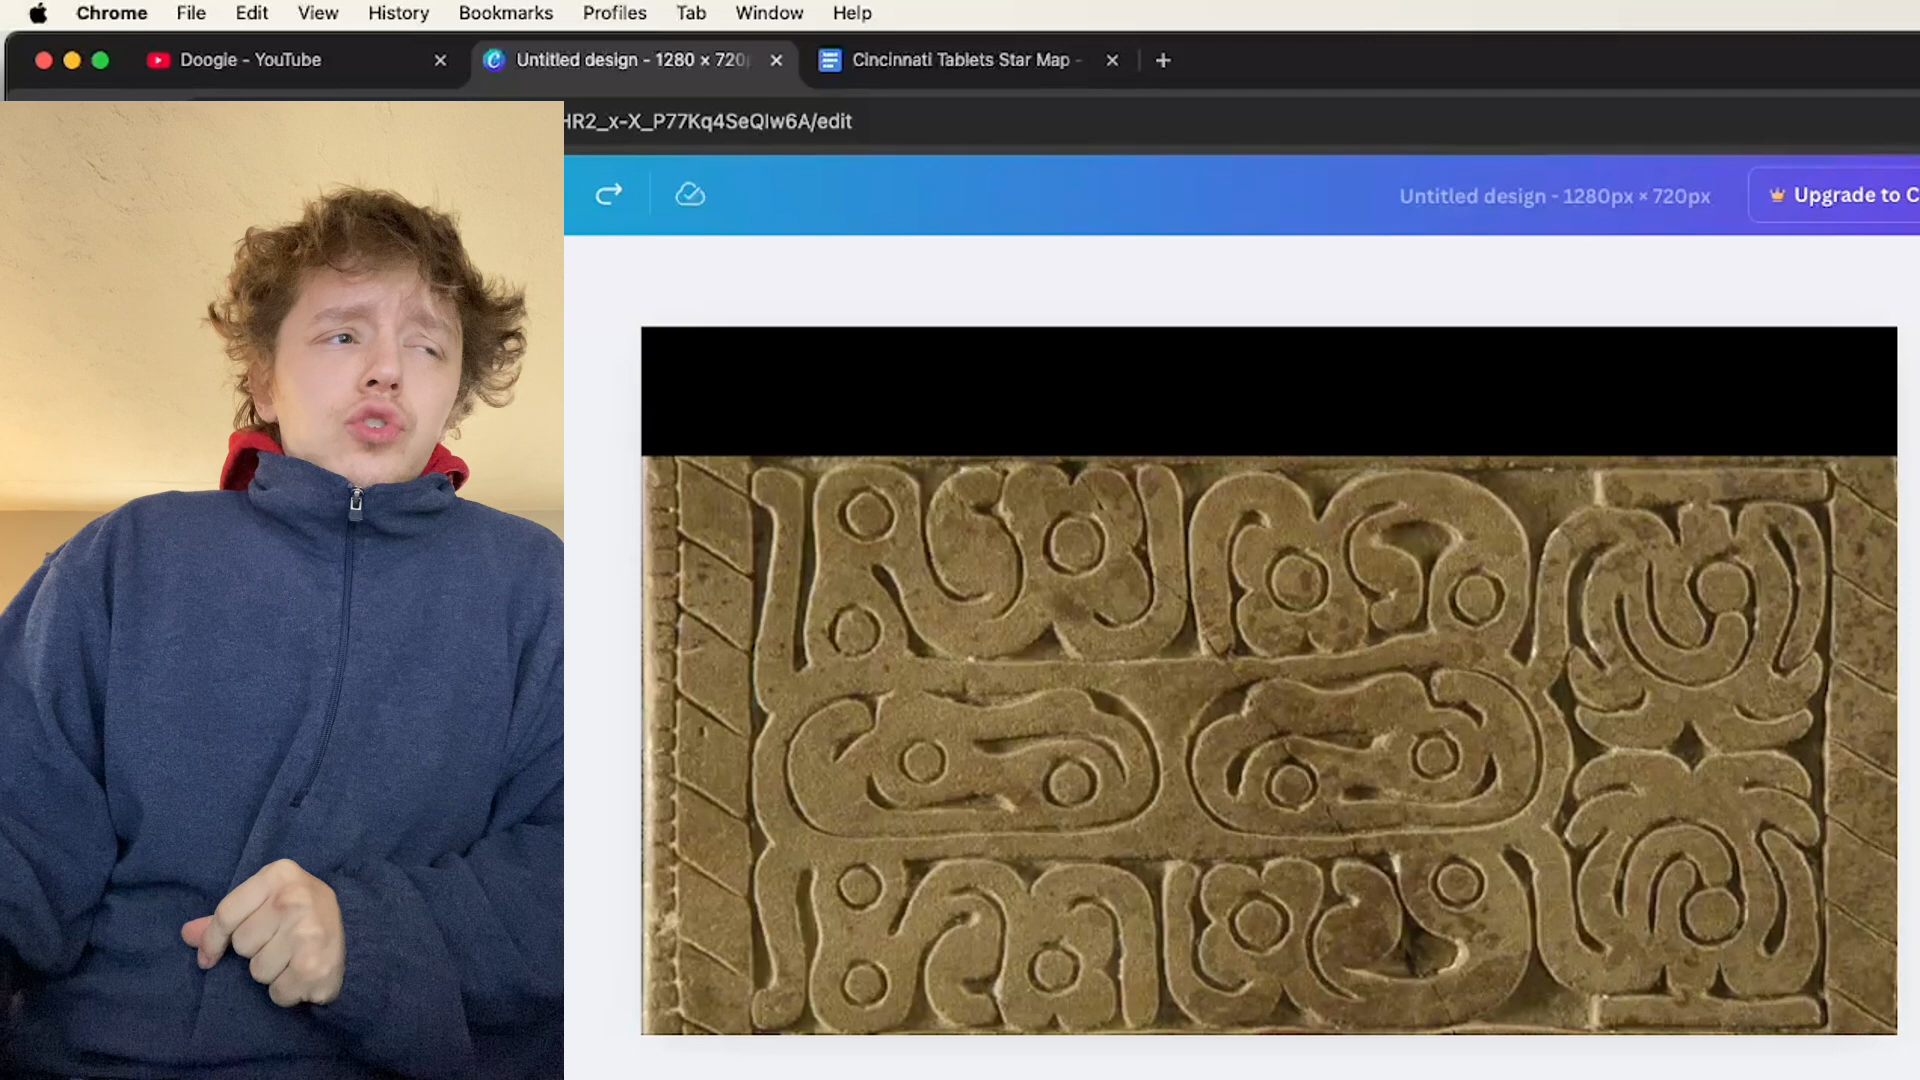 Chrome File Edit View History Bookmarks Profiles Tab Window Help
Doogie - YouTube
Untitled design - 1280 × 720
Cincinnati Tablets Star Map -
HR2_x-X_P77Kq4SeQlw6A/edit
Untitled design - 1280px × 720px
Upgrade to C